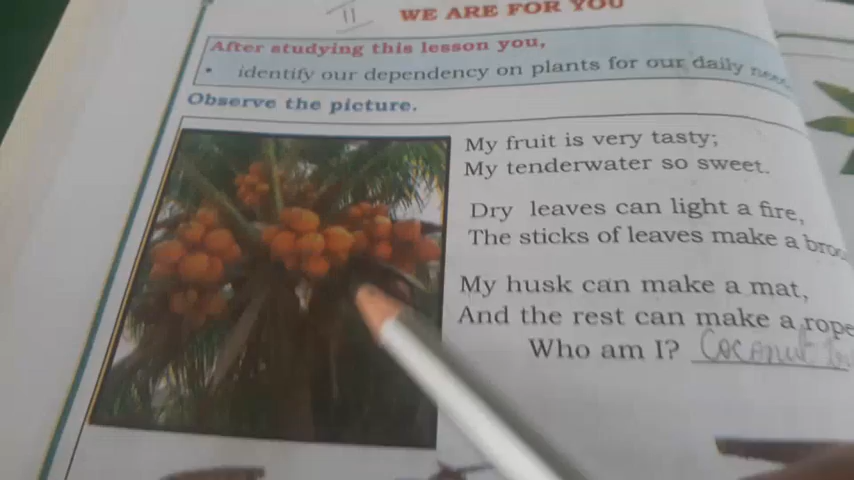 11
WE ARE FOR YOU
After studying this lesson you,
• identify our dependency on plants for our daily
Observe the picture.
My fruit is very tasty;
My tenderwater so sweet.
Dry leaves can light a fire,
The sticks of leaves make a
My husk can make a mat,
And the rest can make a rope
Who am I? Coconut